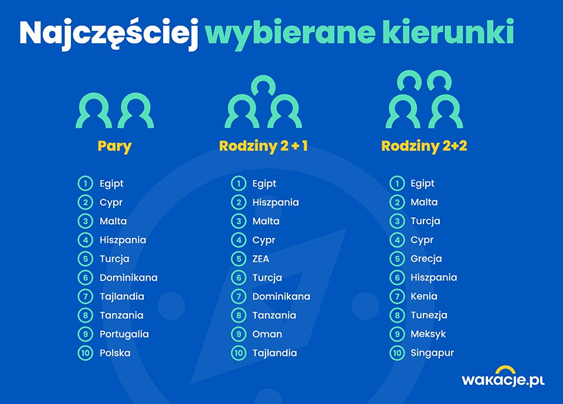 Najczęściej wybierane kierunki
Pary
1 Egipt
2 Cypr
3 Malta
4 Hiszpania
5 Turcja
6 Dominikana
7 Tajlandia
8 Tanzania
9 Portugalia
10 Polska
Rodziny 2 + 1
1 Egipt
2 Hiszpania
3 Malta
4 Cypr
5 ZEA
6 Turcja
7 Dominikana
8 Tanzania
9 Oman
10 Tajlandia
Rodziny 2+2
1 Egipt
2 Malta
3 Turcja
4 Cypr
5 Grecja
6 Hiszpania
7 Kenia
8 Tunezja
9 Meksyk
10 Singapur
wakacje.pl